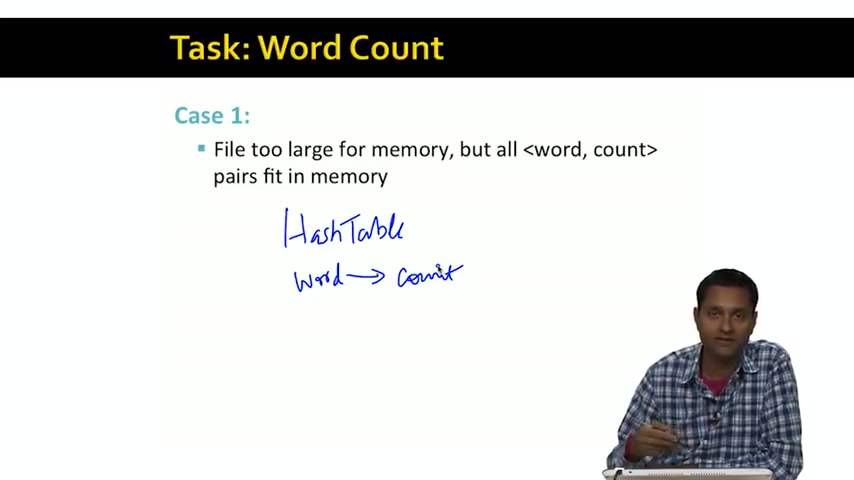 Task: Word Count
Case 1:
▪ File too large for memory, but all <word, count>
pairs fit in memory
HashTable
word → count